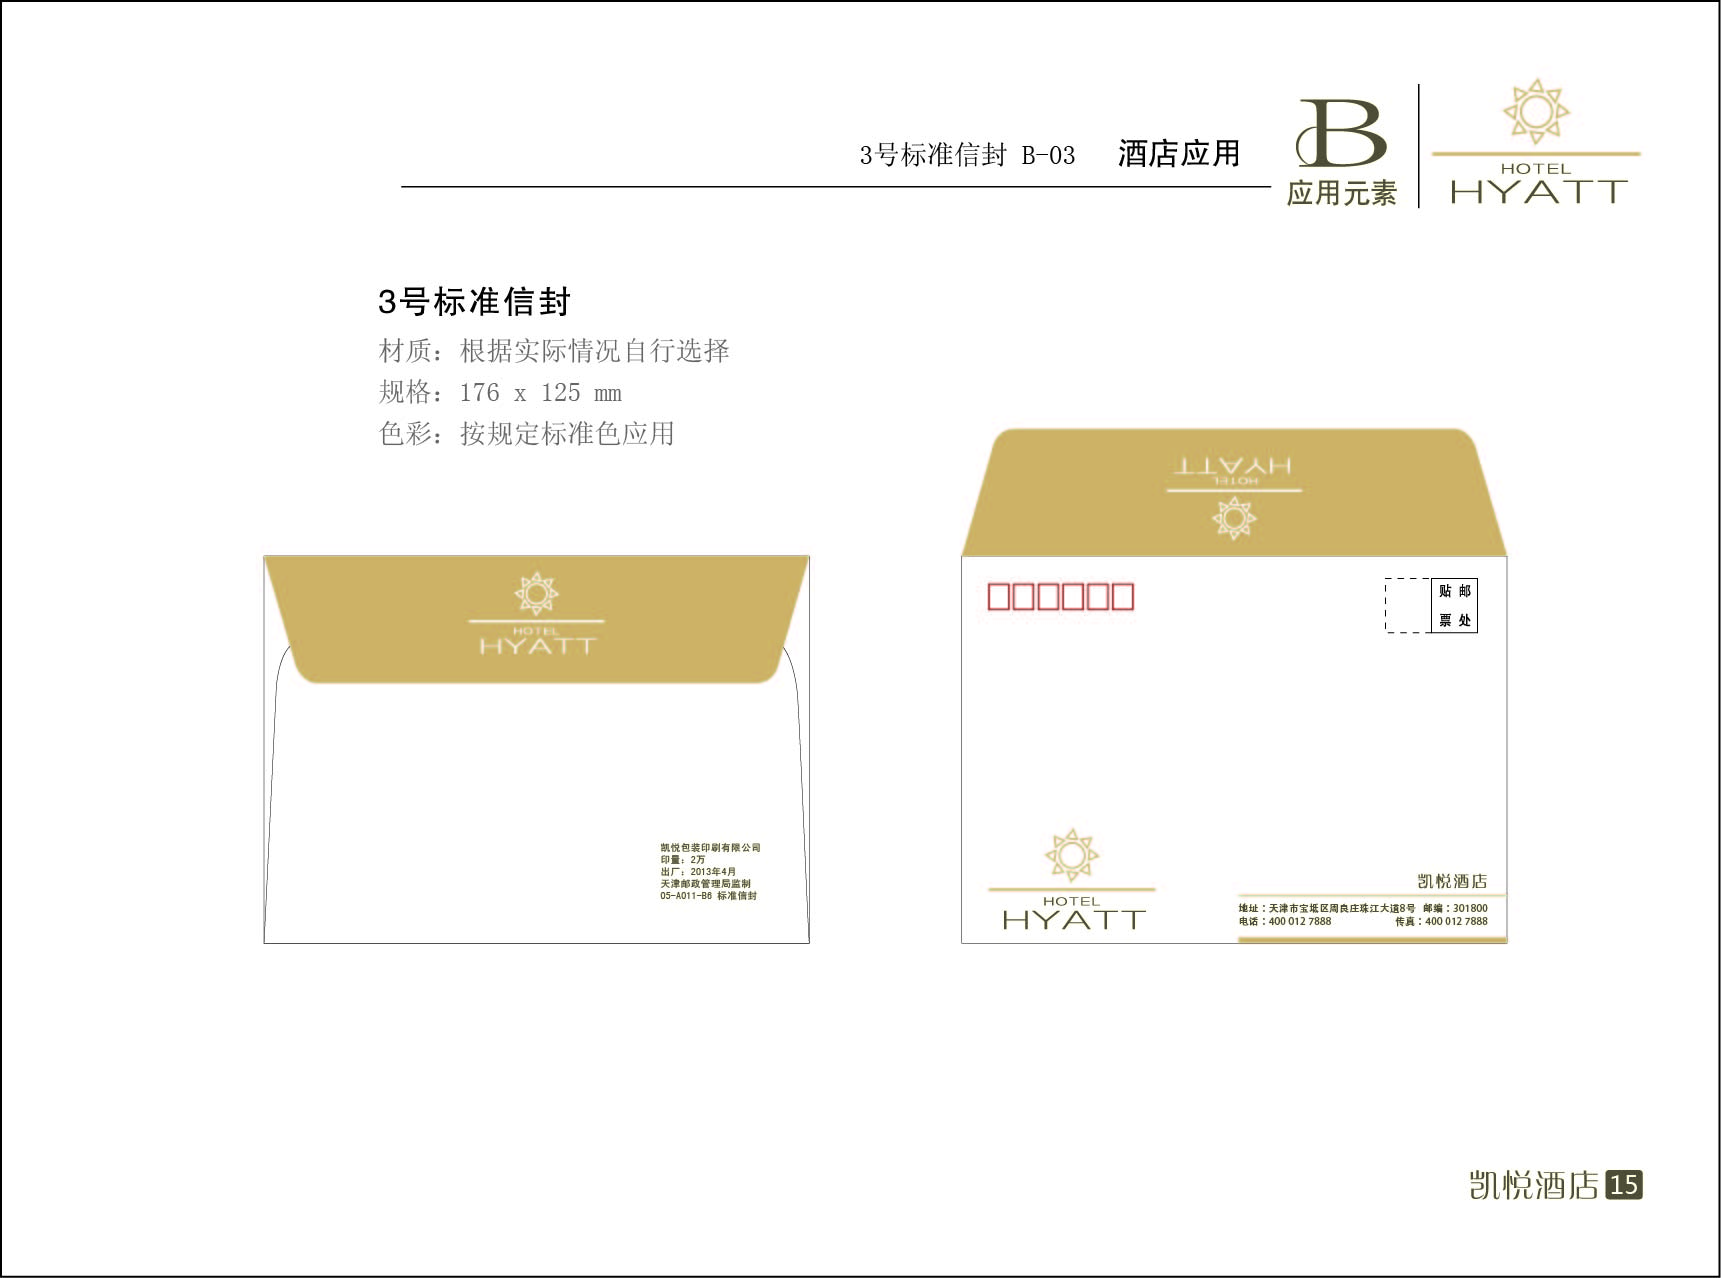 3号标准信封 B-03 酒店应用
B
应用元素
HOTEL
HYATT
3号标准信封
材质：根据实际情况自行选择
规格：176 x 125 mm
色彩：按规定标准色应用
HOTEL
HYATT
凯悦包装印刷有限公司
印量：2万
出厂：2013年4月
天津邮政管理局监制
05-A011-B6 标准信封
HYATT
HOTEL
贴 邮
票 处
HOTEL
HYATT
凯悦酒店
地址：天津市宝坻区周良庄珠江大道8号 邮编：301800
电话：400 012 7888 传真：400 012 7888
凯悦酒店 15